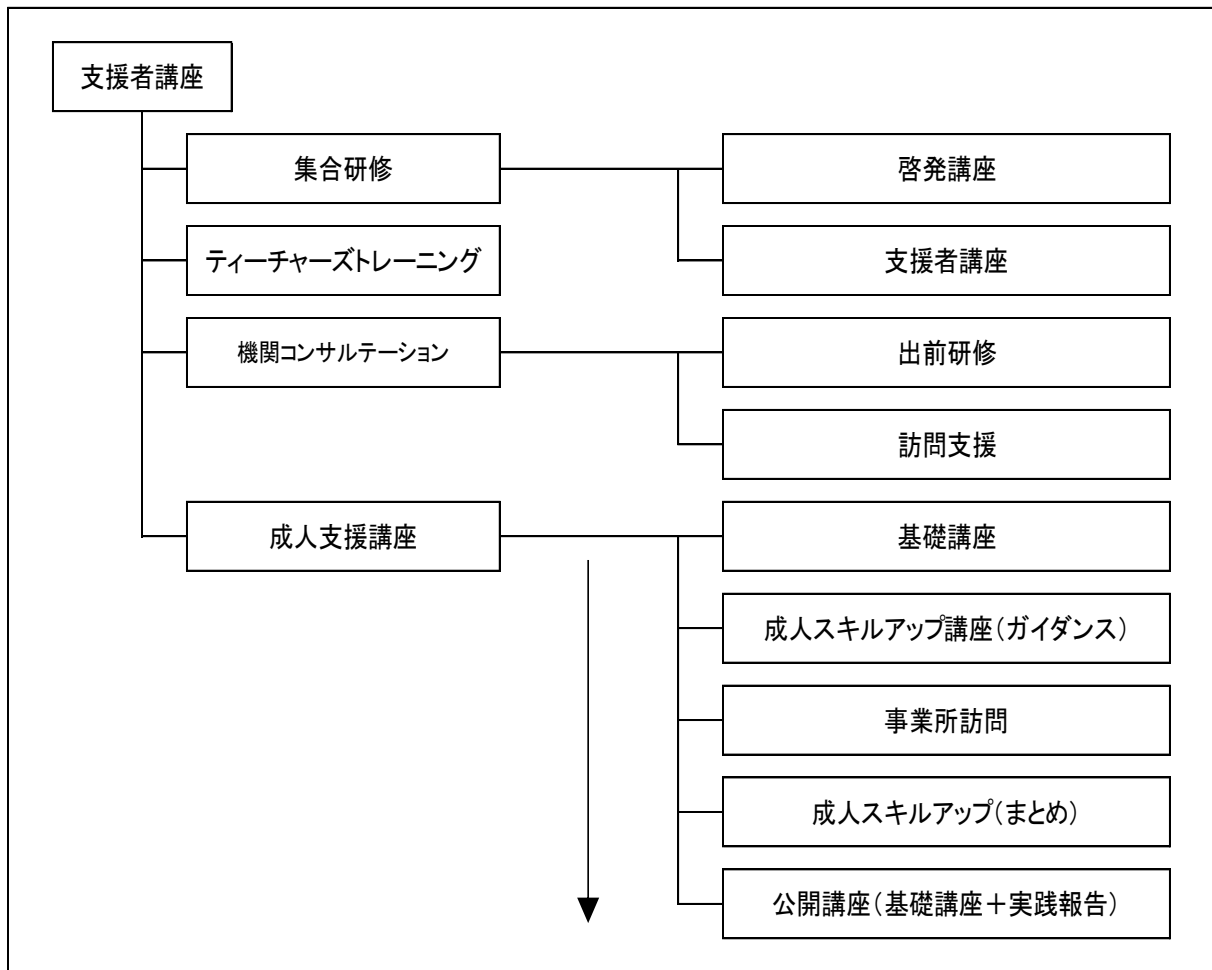 支援者講座
集合研修
啓発講座
ティーチャーズトレーニング
支援者講座
機関コンサルテーション
出前研修
訪問支援
成人支援講座
基礎講座
成人スキルアップ講座(ガイダンス)
事業所訪問
成人スキルアップ(まとめ)
公開講座(基礎講座+実践報告)